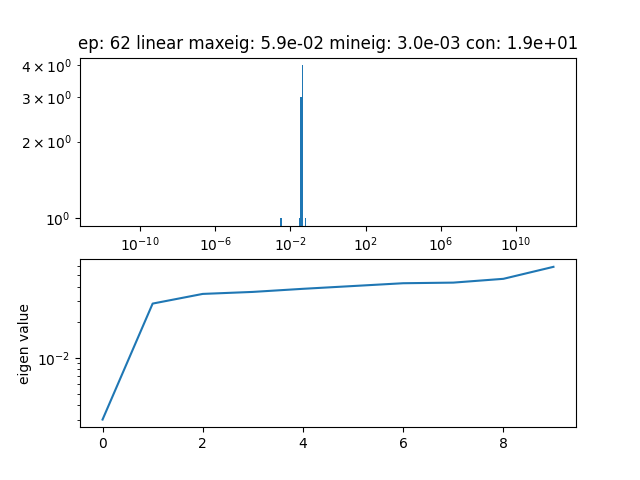 ep: 62 linear maxeig: 5.9e-02 mineig: 3.0e-03 con: 1.9e+01
4 × 10⁰
3 × 10⁰
2 × 10⁰
10⁰
10⁻¹⁰ 10⁻⁶ 10⁻² 10² 10⁶ 10¹⁰
eigen value
10⁻²
0 2 4 6 8